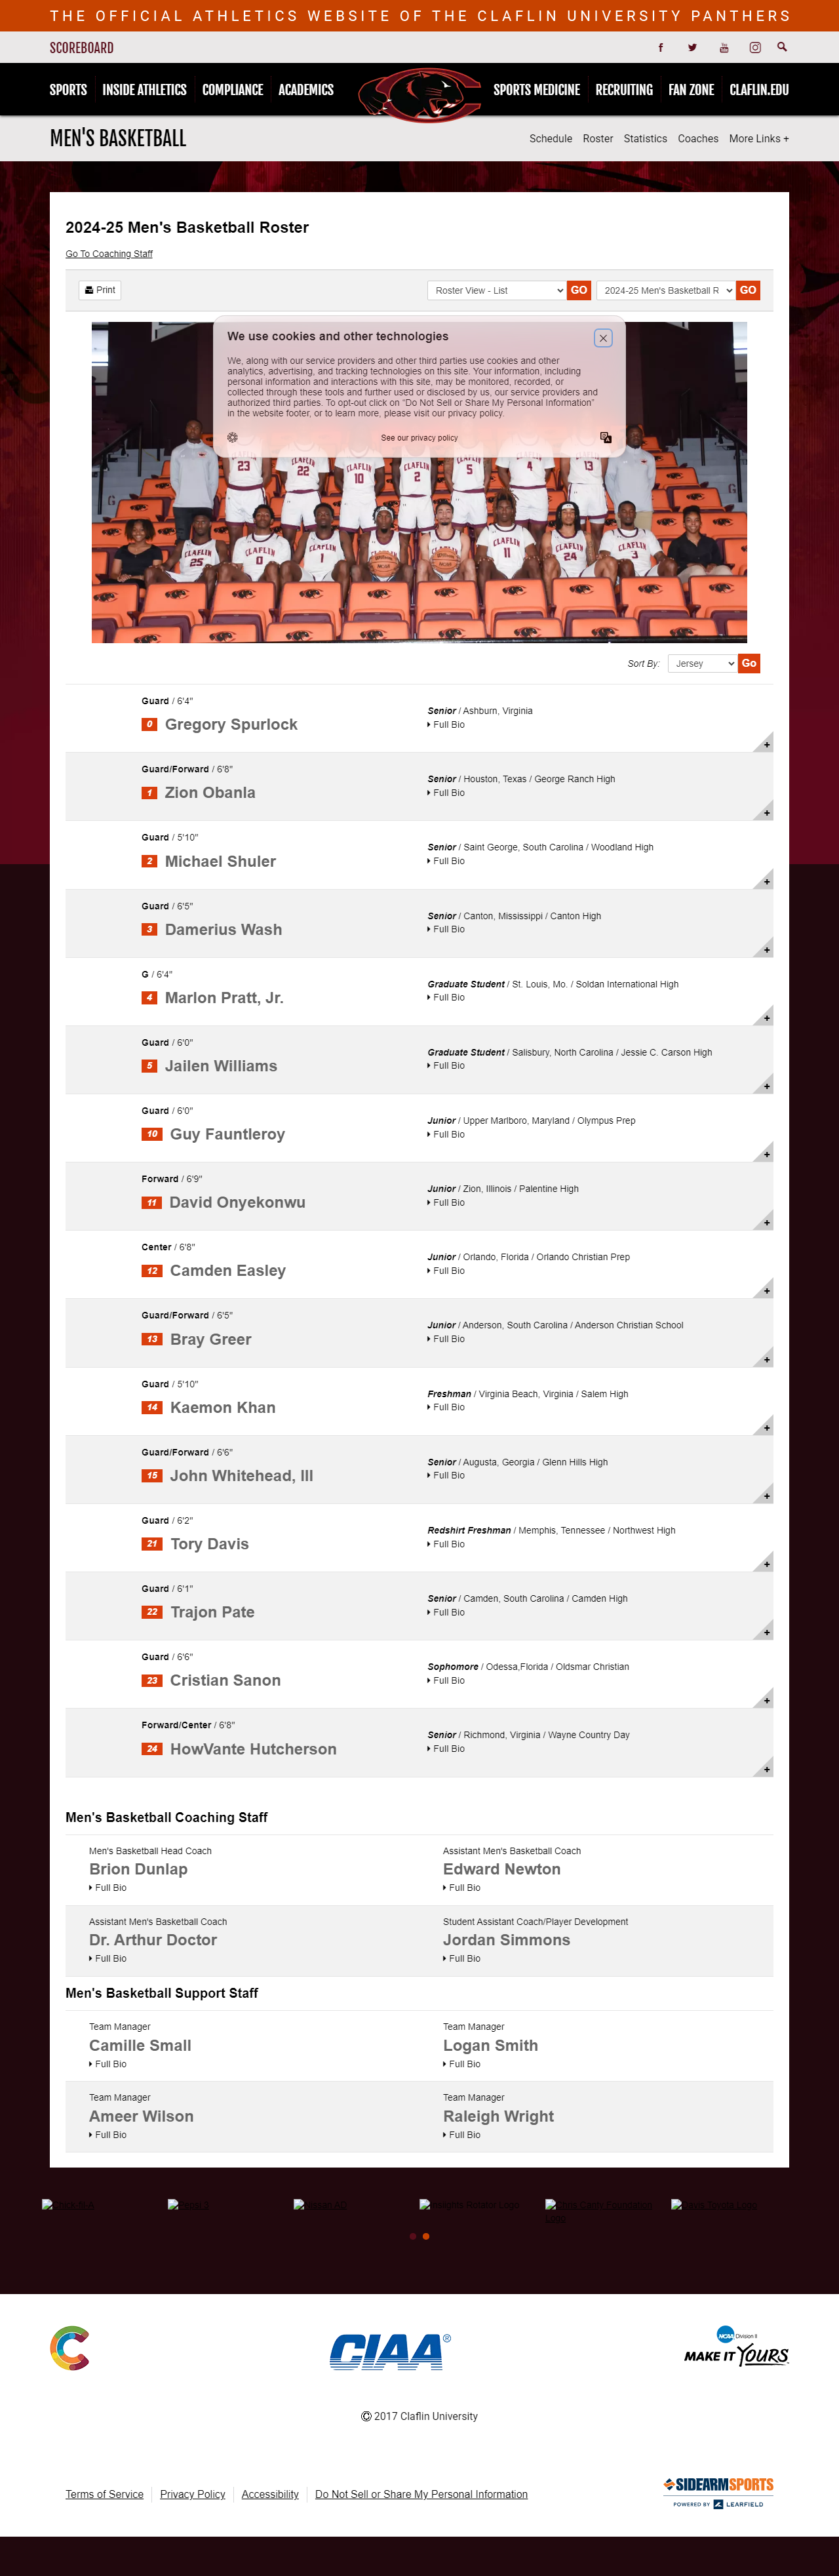 THE OFFICIAL ATHLETICS WEBSITE OF THE CLAFLIN UNIVERSITY PANTHERS
SCOREBOARD
SPORTS INSIDE ATHLETICS COMPLIANCE ACADEMICS SPORTS MEDICINE RECRUITING FAN ZONE CLAFLIN.EDU
MEN'S BASKETBALL
Schedule Roster Statistics Coaches More Links +
2024-25 Men's Basketball Roster
Go To Coaching Staff
Print
Roster View - List GO 2024-25 Men's Basketball R GO
We use cookies and other technologies
We, along with our service providers and other third parties use cookies and other
analytics, advertising, and tracking technologies on this site. Your information, including
personal information and interactions with this site, may be monitored, recorded, or
collected through these tools and further used or disclosed by us, our service providers and
authorized third parties. To opt-out click on "Do Not Sell or Share My Personal Information"
in the website footer, or to learn more, please visit our privacy policy.
See our privacy policy
23 22 10 2 5 4 13
CLAFLIN 25 CLAFLIN 0 CLAFLIN 1 CLAFLIN 11 CLAFLIN 24 CLAFLIN 3
Sort By: Jersey Go
Guard / 6'4"
0 Gregory Spurlock
Senior / Ashburn, Virginia
Full Bio
Guard/Forward / 6'8"
1 Zion Obanla
Senior / Houston, Texas / George Ranch High
Full Bio
Guard / 5'10"
2 Michael Shuler
Senior / Saint George, South Carolina / Woodland High
Full Bio
Guard / 6'5"
3 Damerius Wash
Senior / Canton, Mississippi / Canton High
Full Bio
G / 6'4"
4 Marlon Pratt, Jr.
Graduate Student / St. Louis, Mo. / Soldan International High
Full Bio
Guard / 6'0"
5 Jailen Williams
Graduate Student / Salisbury, North Carolina / Jessie C. Carson High
Full Bio
Guard / 6'0"
10 Guy Fauntleroy
Junior / Upper Marlboro, Maryland / Olympus Prep
Full Bio
Forward / 6'9"
11 David Onyekonwu
Junior / Zion, Illinois / Palentine High
Full Bio
Center / 6'8"
12 Camden Easley
Junior / Orlando, Florida / Orlando Christian Prep
Full Bio
Guard/Forward / 6'5"
13 Bray Greer
Junior / Anderson, South Carolina / Anderson Christian School
Full Bio
Guard / 5'10"
14 Kaemon Khan
Freshman / Virginia Beach, Virginia / Salem High
Full Bio
Guard/Forward / 6'6"
15 John Whitehead, III
Senior / Augusta, Georgia / Glenn Hills High
Full Bio
Guard / 6'2"
21 Tory Davis
Redshirt Freshman / Memphis, Tennessee / Northwest High
Full Bio
Guard / 6'1"
22 Trajon Pate
Senior / Camden, South Carolina / Camden High
Full Bio
Guard / 6'6"
23 Cristian Sanon
Sophomore / Odessa,Florida / Oldsmar Christian
Full Bio
Forward/Center / 6'8"
24 HowVante Hutcherson
Senior / Richmond, Virginia / Wayne Country Day
Full Bio
Men's Basketball Coaching Staff
Men's Basketball Head Coach
Brion Dunlap
Full Bio
Assistant Men's Basketball Coach
Edward Newton
Full Bio
Assistant Men's Basketball Coach
Dr. Arthur Doctor
Full Bio
Student Assistant Coach/Player Development
Jordan Simmons
Full Bio
Men's Basketball Support Staff
Team Manager
Camille Small
Full Bio
Team Manager
Logan Smith
Full Bio
Team Manager
Ameer Wilson
Full Bio
Team Manager
Raleigh Wright
Full Bio
CIAA®
NCAA Division II
MAKE IT YOURS
© 2017 Claflin University
Terms of Service Privacy Policy Accessibility Do Not Sell or Share My Personal Information
SIDEARM SPORTS
POWERED BY LEARFIELD